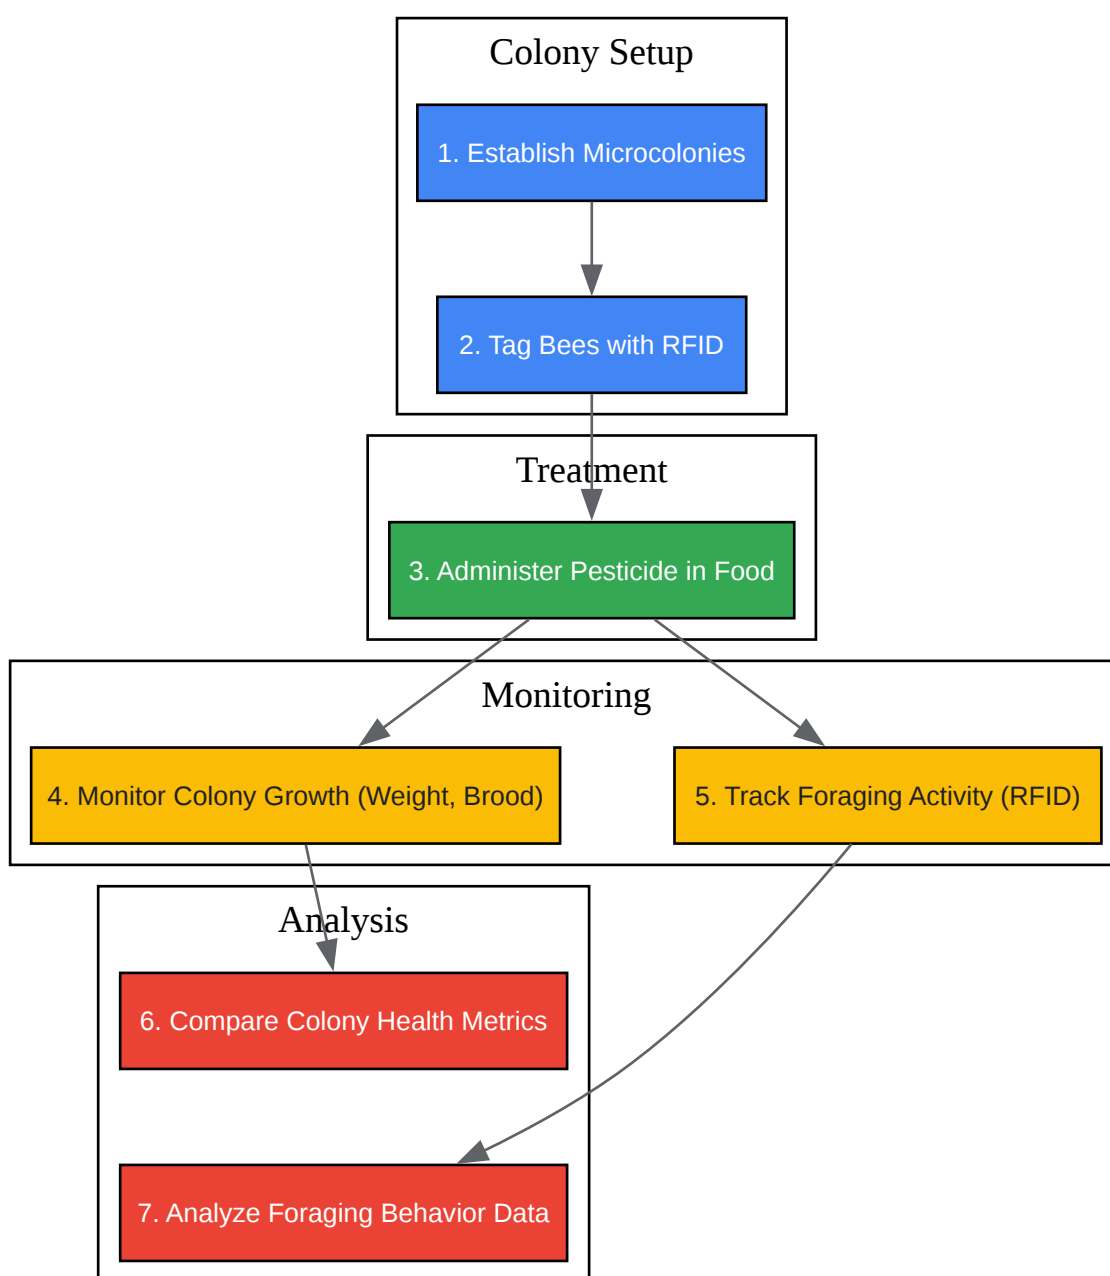 Colony Setup
1. Establish Microcolonies
2. Tag Bees with RFID
Treatment
3. Administer Pesticide in Food
Monitoring
4. Monitor Colony Growth (Weight, Brood)
5. Track Foraging Activity (RFID)
Analysis
6. Compare Colony Health Metrics
7. Analyze Foraging Behavior Data